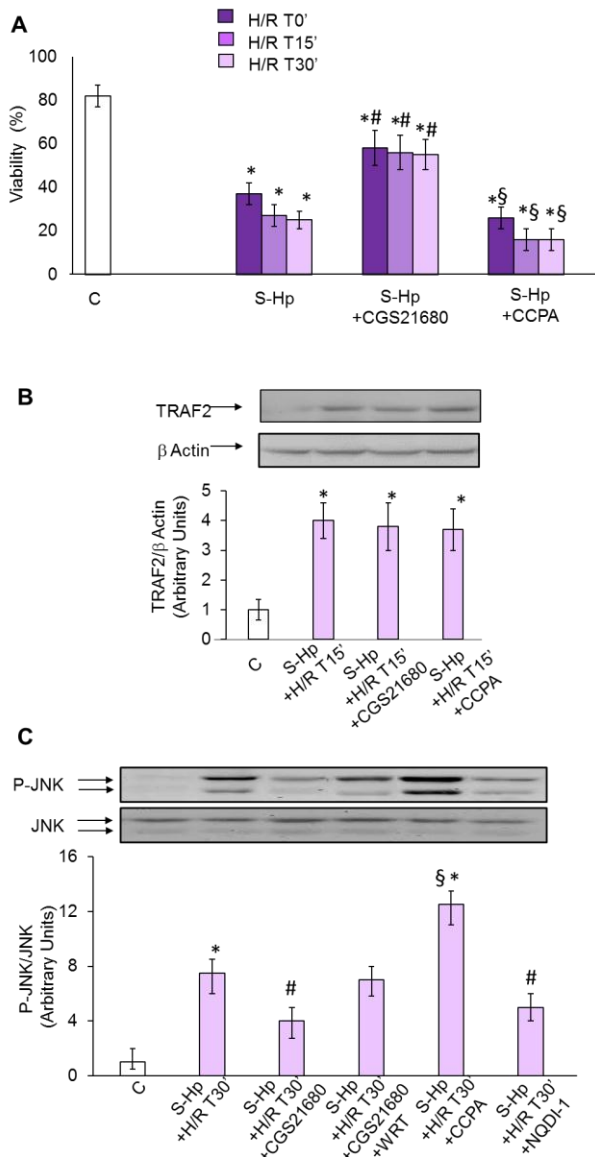 A
H/R T0'
H/R T15'
H/R T30'
Viability (%)
100
80
60
40
20
0
*
*
*
*#
*#
*#
*§
*§
*§
C
S-Hp
S-Hp
+CGS21680
S-Hp
+CCPA
B
TRAF2
β Actin
TRAF2/β Actin
(Arbitrary Units)
5
4
3
2
1
0
*
*
*
C
S-Hp
+H/R T15'
S-Hp
+H/R T15'
+CGS21680
S-Hp
+H/R T15'
+CCPA
C
P-JNK
JNK
P-JNK/JNK
(Arbitrary Units)
16
12
8
4
0
*
#
§ *
#
C
S-Hp
+H/R T30'
S-Hp
+H/R T30'
+CGS21680
S-Hp
+H/R T30'
+CGS21680
+WRT
S-Hp
+H/R T30'
+CCPA
S-Hp
+H/R T30'
+NQDI-1